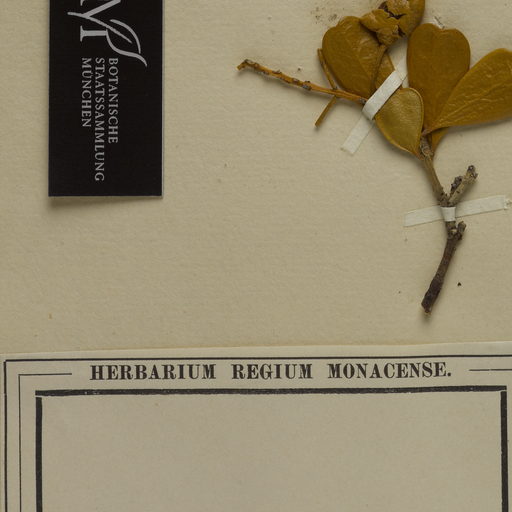 BOTANISCHE
STAATSSAMMLUNG
MÜNCHEN
HERBARIUM REGIUM MONACENSE.